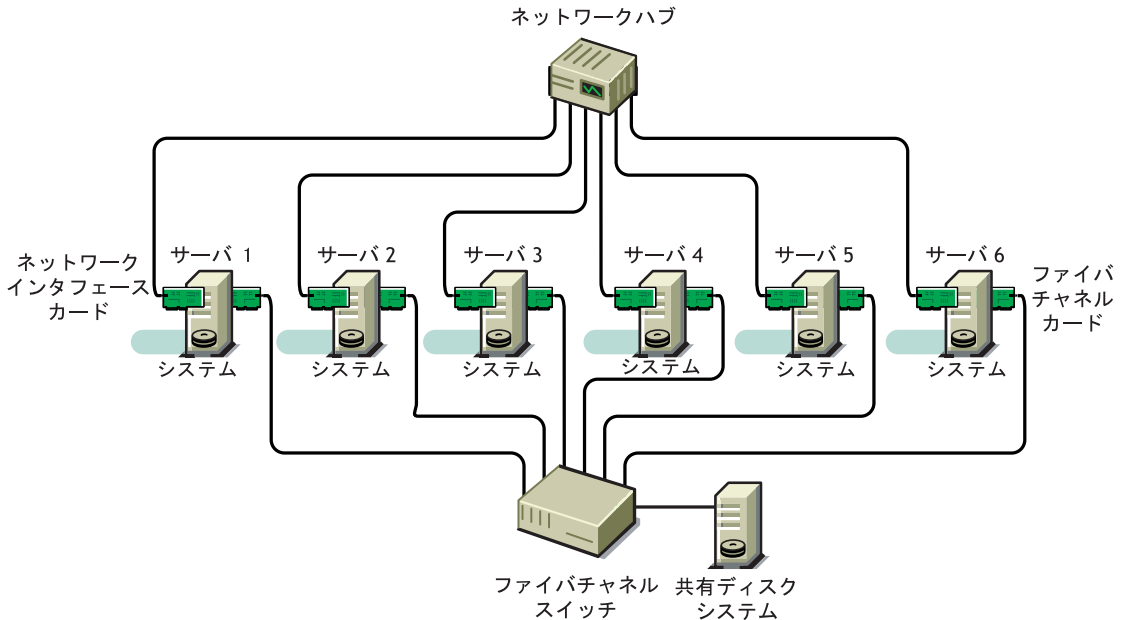 ネットワークハブ
サーバ 1
サーバ 2
サーバ 3
サーバ 4
サーバ 5
サーバ 6
ネットワーク
インタフェース
カード
ファイバ
チャネル
カード
システム
システム
システム
システム
システム
システム
ファイバチャネル
スイッチ
共有ディスク
システム